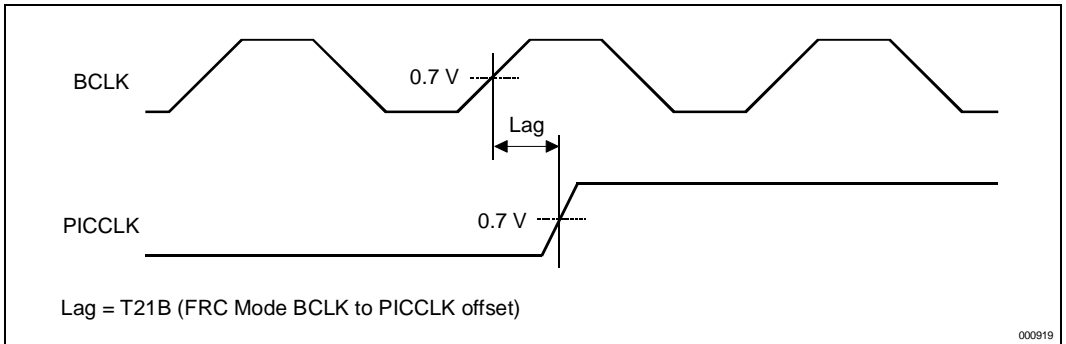 BCLK
0.7 V
Lag
PICCLK
0.7 V
Lag = T21B (FRC Mode BCLK to PICCLK offset)
000919